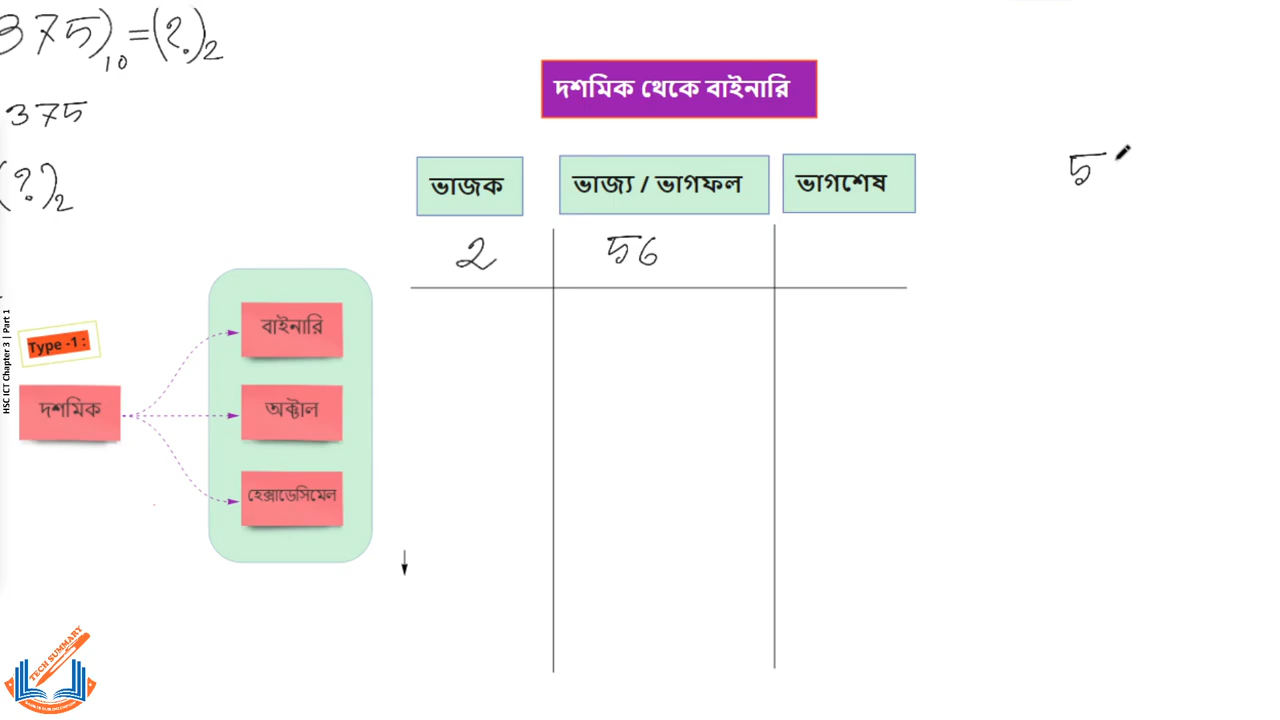 375)10 = (?)2
375
(?)2
দশমিক থেকে বাইনারি
ভাজক
ভাজ্য / ভাগফল
ভাগশেষ
2
56
5
HSC ICT Chapter 3 | Part 1
Type -1 :
দশমিক
বাইনারি
অক্টাল
হেক্সাডেসিমেল
TECH SUMMARY